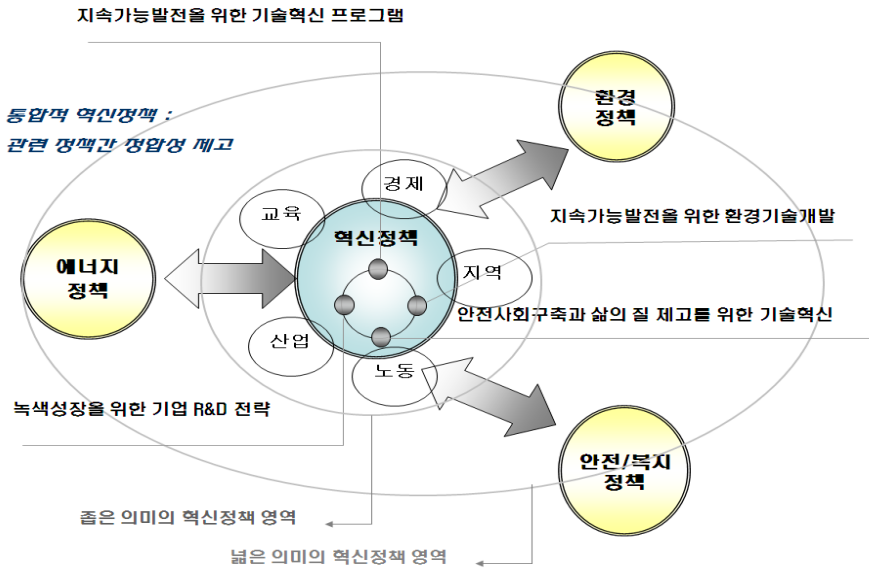 지속가능발전을 위한 기술혁신 프로그램
통합적 혁신정책 :
관련 정책간 정합성 제고
환경
정책
경제
교육
혁신정책
지속가능발전을 위한 환경기술개발
에너지
정책
지역
안전사회구축과 삶의 질 제고를 위한 기술혁신
산업
노동
녹색성장을 위한 기업 R&D 전략
안전/복지
정책
좁은 의미의 혁신정책 영역
넓은 의미의 혁신정책 영역